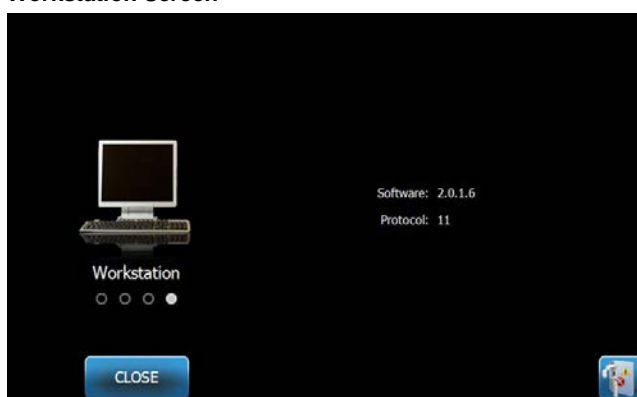 Workstation Screen
Software: 2.0.1.6
Protocol: 11
Workstation
CLOSE